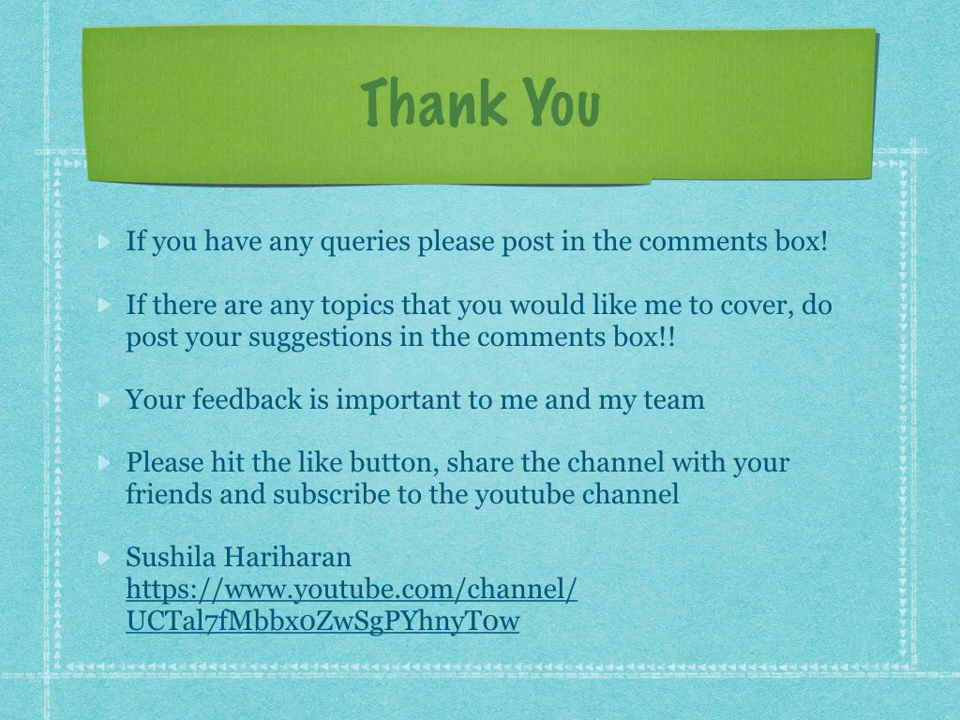 Thank You
If you have any queries please post in the comments box!
If there are any topics that you would like me to cover, do
post your suggestions in the comments box!!
Your feedback is important to me and my team
Please hit the like button, share the channel with your
friends and subscribe to the youtube channel
Sushila Hariharan
https://www.youtube.com/channel/
UCTal7fMbbx0ZwSgPYhnyT0w